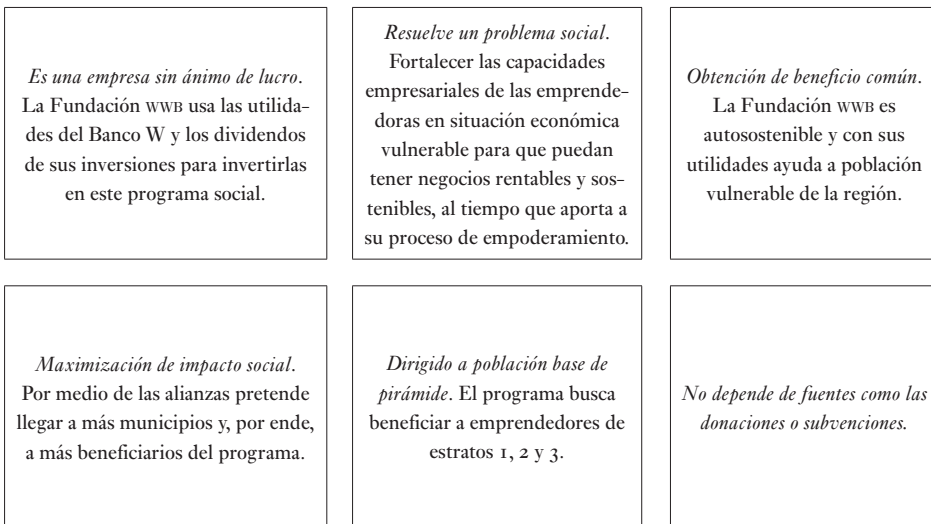 Es una empresa sin ánimo de lucro.
La Fundación WWB usa las utilida-
des del Banco W y los dividendos
de sus inversiones para invertirlas
en este programa social.
Resuelve un problema social.
Fortalecer las capacidades
empresariales de las emprende-
doras en situación económica
vulnerable para que puedan
tener negocios rentables y sos-
tenibles, al tiempo que aporta a
su proceso de empoderamiento.
Obtención de beneficio común.
La Fundación WWB es
autosostenible y con sus
utilidades ayuda a población
vulnerable de la región.
Maximización de impacto social.
Por medio de las alianzas pretende
llegar a más municipios y, por ende,
a más beneficiarios del programa.
Dirigido a población base de
pirámide. El programa busca
beneficiar a emprendedores de
estratos 1, 2 y 3.
No depende de fuentes como las
donaciones o subvenciones.